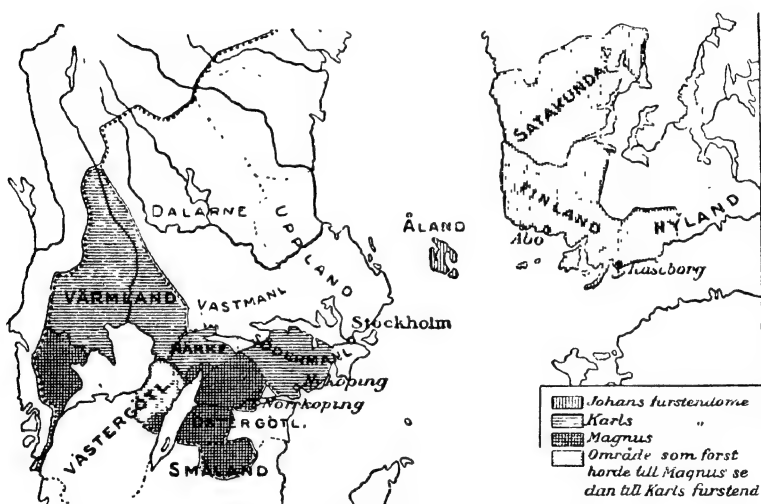 SATAKUNDA
FINLAND
NYLAND
ÅLAND
Åbo
Raseborg
DALARNE
UPPLAND
VÄRMLAND
VÄSTMANL
Stockholm
NÄRKE
SÖDERMANL
Nyköping
Norrköping
VÄSTERGÖTL.
ÖSTERGÖTL.
SMÅLAND
Johans furstendöme
Karls "
Magnus
Område som först
hörde till Magnus se
dan till Karls furstend